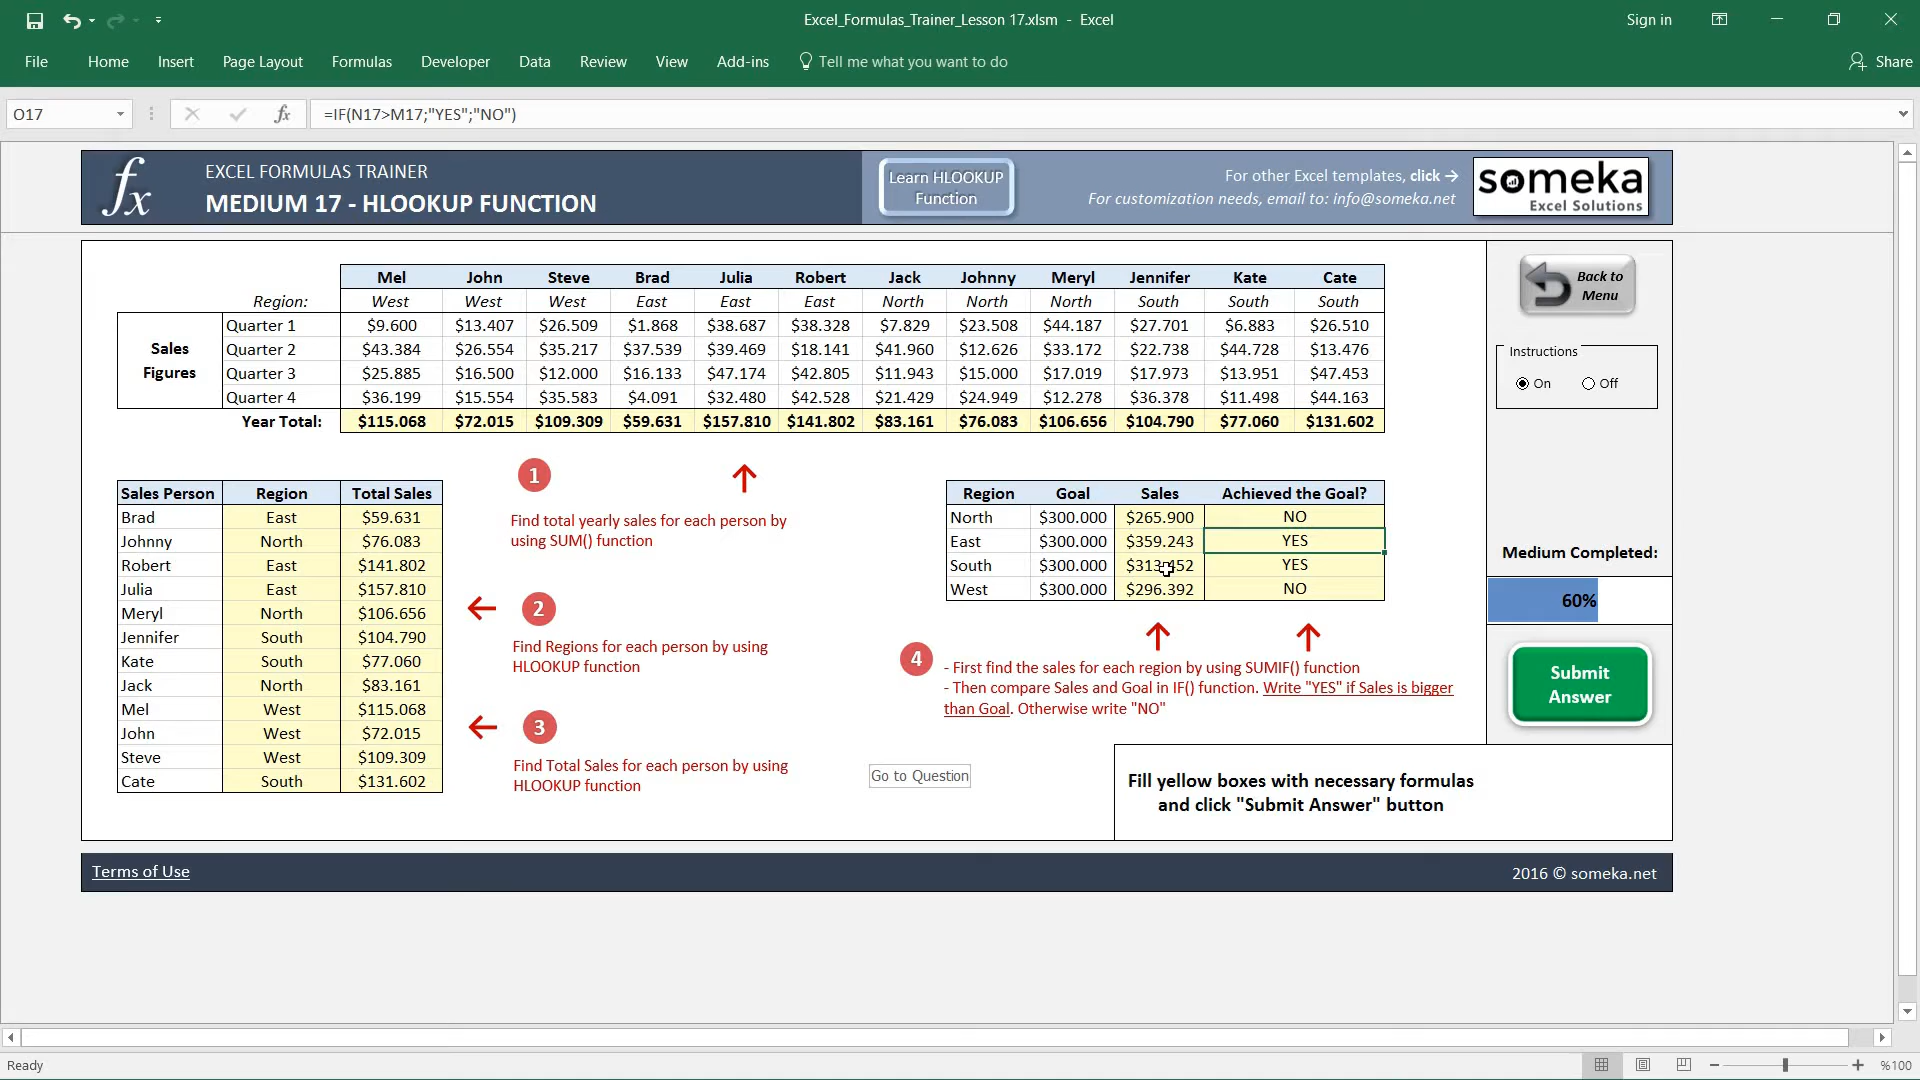 Excel_Formulas_Trainer_Lesson 17.xlsm - Excel
Sign in
File Home Insert Page Layout Formulas Developer Data Review View Add-ins Tell me what you want to do Share
O17 fx =IF(N17>M17;"YES";"NO")
fx
EXCEL FORMULAS TRAINER
MEDIUM 17 - HLOOKUP FUNCTION
Learn HLOOKUP
Function
For other Excel templates, click →
For customization needs, email to: info@someka.net
someka
Excel Solutions
Mel John Steve Brad Julia Robert Jack Johnny Meryl Jennifer Kate Cate
Region: West West West East East East North North North South South South
Sales
Figures
Quarter 1 $9.600 $13.407 $26.509 $1.868 $38.687 $38.328 $7.829 $23.508 $44.187 $27.701 $6.883 $26.510
Quarter 2 $43.384 $26.554 $35.217 $37.539 $39.469 $18.141 $41.960 $12.626 $33.172 $22.738 $44.728 $13.476
Quarter 3 $25.885 $16.500 $12.000 $16.133 $47.174 $42.805 $11.943 $15.000 $17.019 $17.973 $13.951 $47.453
Quarter 4 $36.199 $15.554 $35.583 $4.091 $32.480 $42.528 $21.429 $24.949 $12.278 $36.378 $11.498 $44.163
Year Total: $115.068 $72.015 $109.309 $59.631 $157.810 $141.802 $83.161 $76.083 $106.656 $104.790 $77.060 $131.602
Back to
Menu
Instructions
On Off
Sales Person Region Total Sales
Brad East $59.631
Johnny North $76.083
Robert East $141.802
Julia East $157.810
Meryl North $106.656
Jennifer South $104.790
Kate South $77.060
Jack North $83.161
Mel West $115.068
John West $72.015
Steve West $109.309
Cate South $131.602
1
Find total yearly sales for each person by
using SUM() function
2
Find Regions for each person by using
HLOOKUP function
3
Find Total Sales for each person by using
HLOOKUP function
Region Goal Sales Achieved the Goal?
North $300.000 $265.900 NO
East $300.000 $359.243 YES
South $300.000 $313.452 YES
West $300.000 $296.392 NO
4
- First find the sales for each region by using SUMIF() function
- Then compare Sales and Goal in IF() function. Write "YES" if Sales is bigger
than Goal. Otherwise write "NO"
Go to Question
Medium Completed:
60%
Submit
Answer
Fill yellow boxes with necessary formulas
and click "Submit Answer" button
Terms of Use
2016 © someka.net
Ready
%100